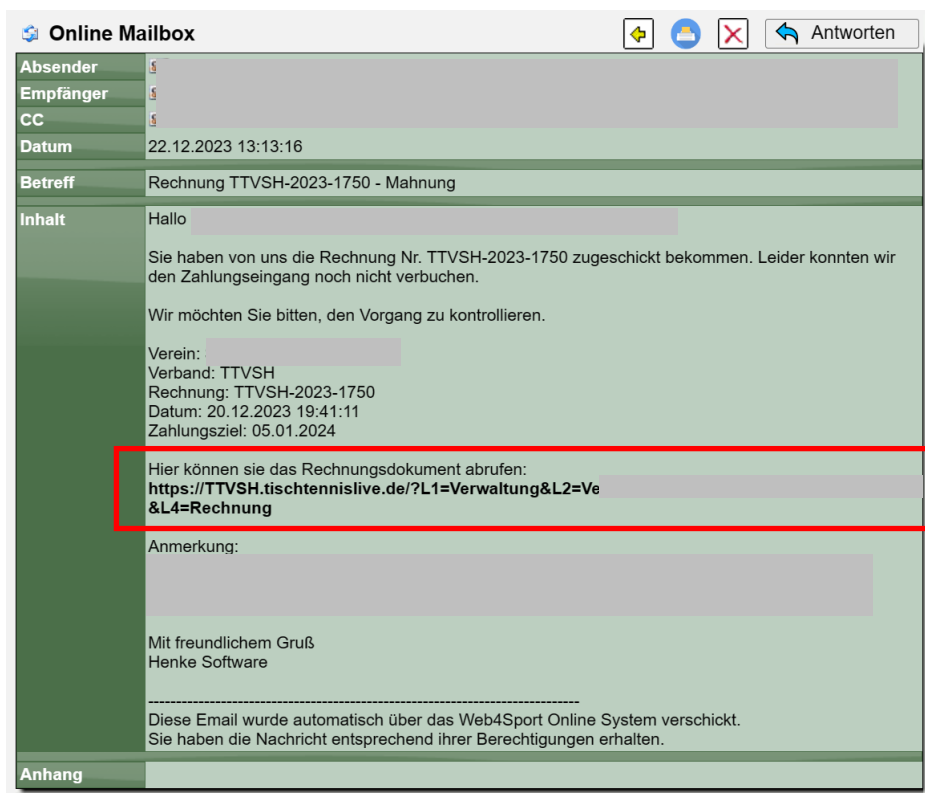 Online Mailbox
Antworten
Absender
Empfänger
CC
Datum 22.12.2023 13:13:16
Betreff Rechnung TTVSH-2023-1750 - Mahnung
Inhalt Hallo
Sie haben von uns die Rechnung Nr. TTVSH-2023-1750 zugeschickt bekommen. Leider konnten wir
den Zahlungseingang noch nicht verbuchen.
Wir möchten Sie bitten, den Vorgang zu kontrollieren.
Verein:
Verband: TTVSH
Rechnung: TTVSH-2023-1750
Datum: 20.12.2023 19:41:11
Zahlungsziel: 05.01.2024
Hier können sie das Rechnungsdokument abrufen:
https://TTVSH.tischtennislive.de/?L1=Verwaltung&L2=Ve
&L4=Rechnung
Anmerkung:
Mit freundlichem Gruß
Henke Software
-------------------------------------------------------------------------------
Diese Email wurde automatisch über das Web4Sport Online System verschickt.
Sie haben die Nachricht entsprechend ihrer Berechtigungen erhalten.
Anhang